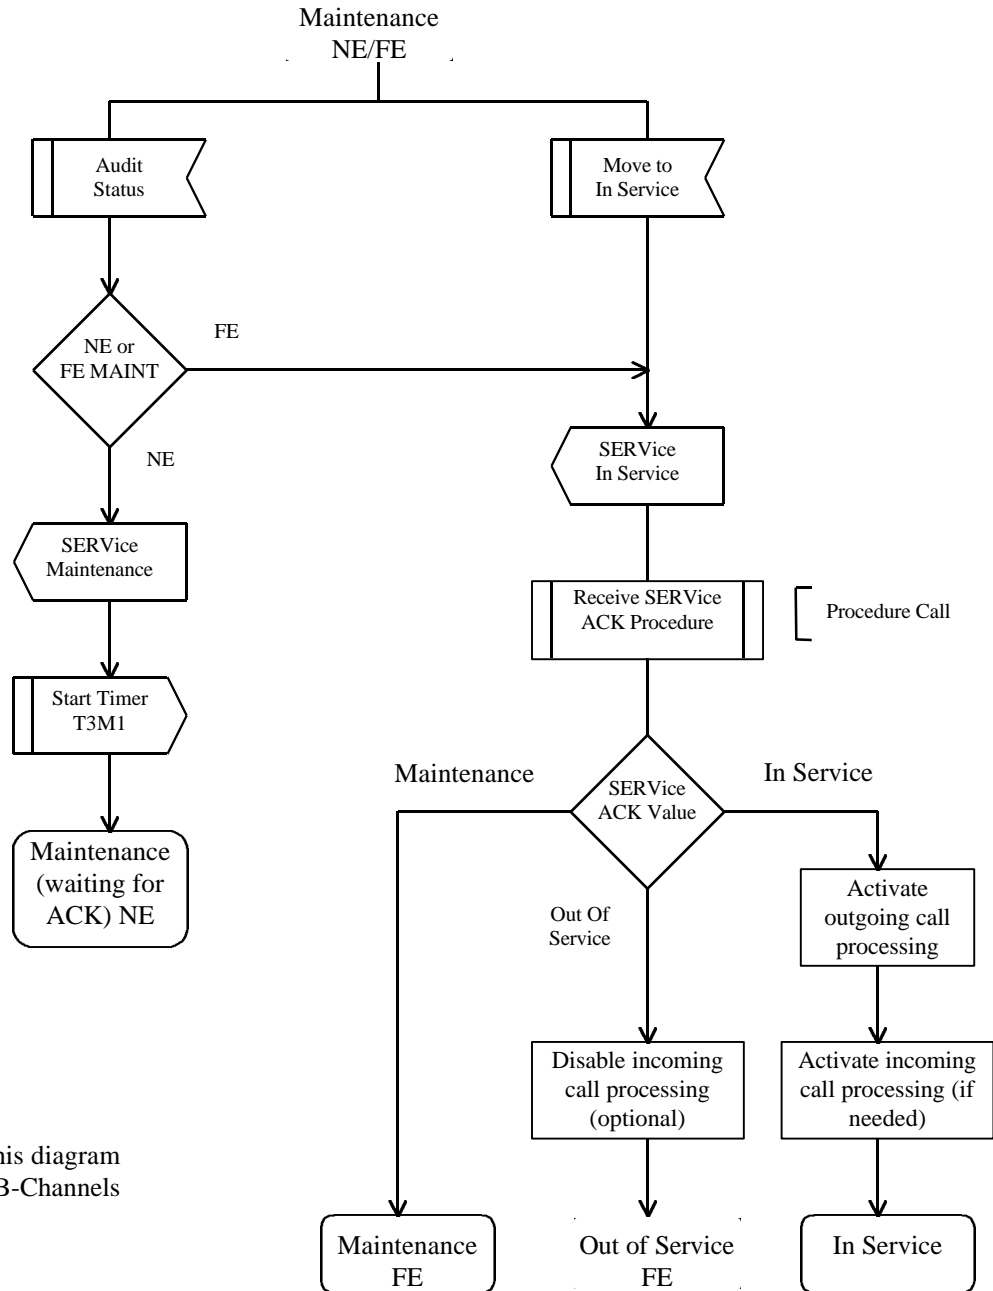 Maintenance
NE/FE
Audit
Status
Move to
In Service
NE or
FE MAINT
FE
NE
SERVice
In Service
SERVice
Maintenance
Receive SERVice
ACK Procedure
Procedure Call
Start Timer
T3M1
Maintenance
In Service
SERVice
ACK Value
Maintenance
(waiting for
ACK) NE
Out Of
Service
Activate
outgoing call
processing
Disable incoming
call processing
(optional)
Activate incoming
call processing (if
needed)
diagram
B-Channels
Maintenance
FE
Out of Service
FE
In Service